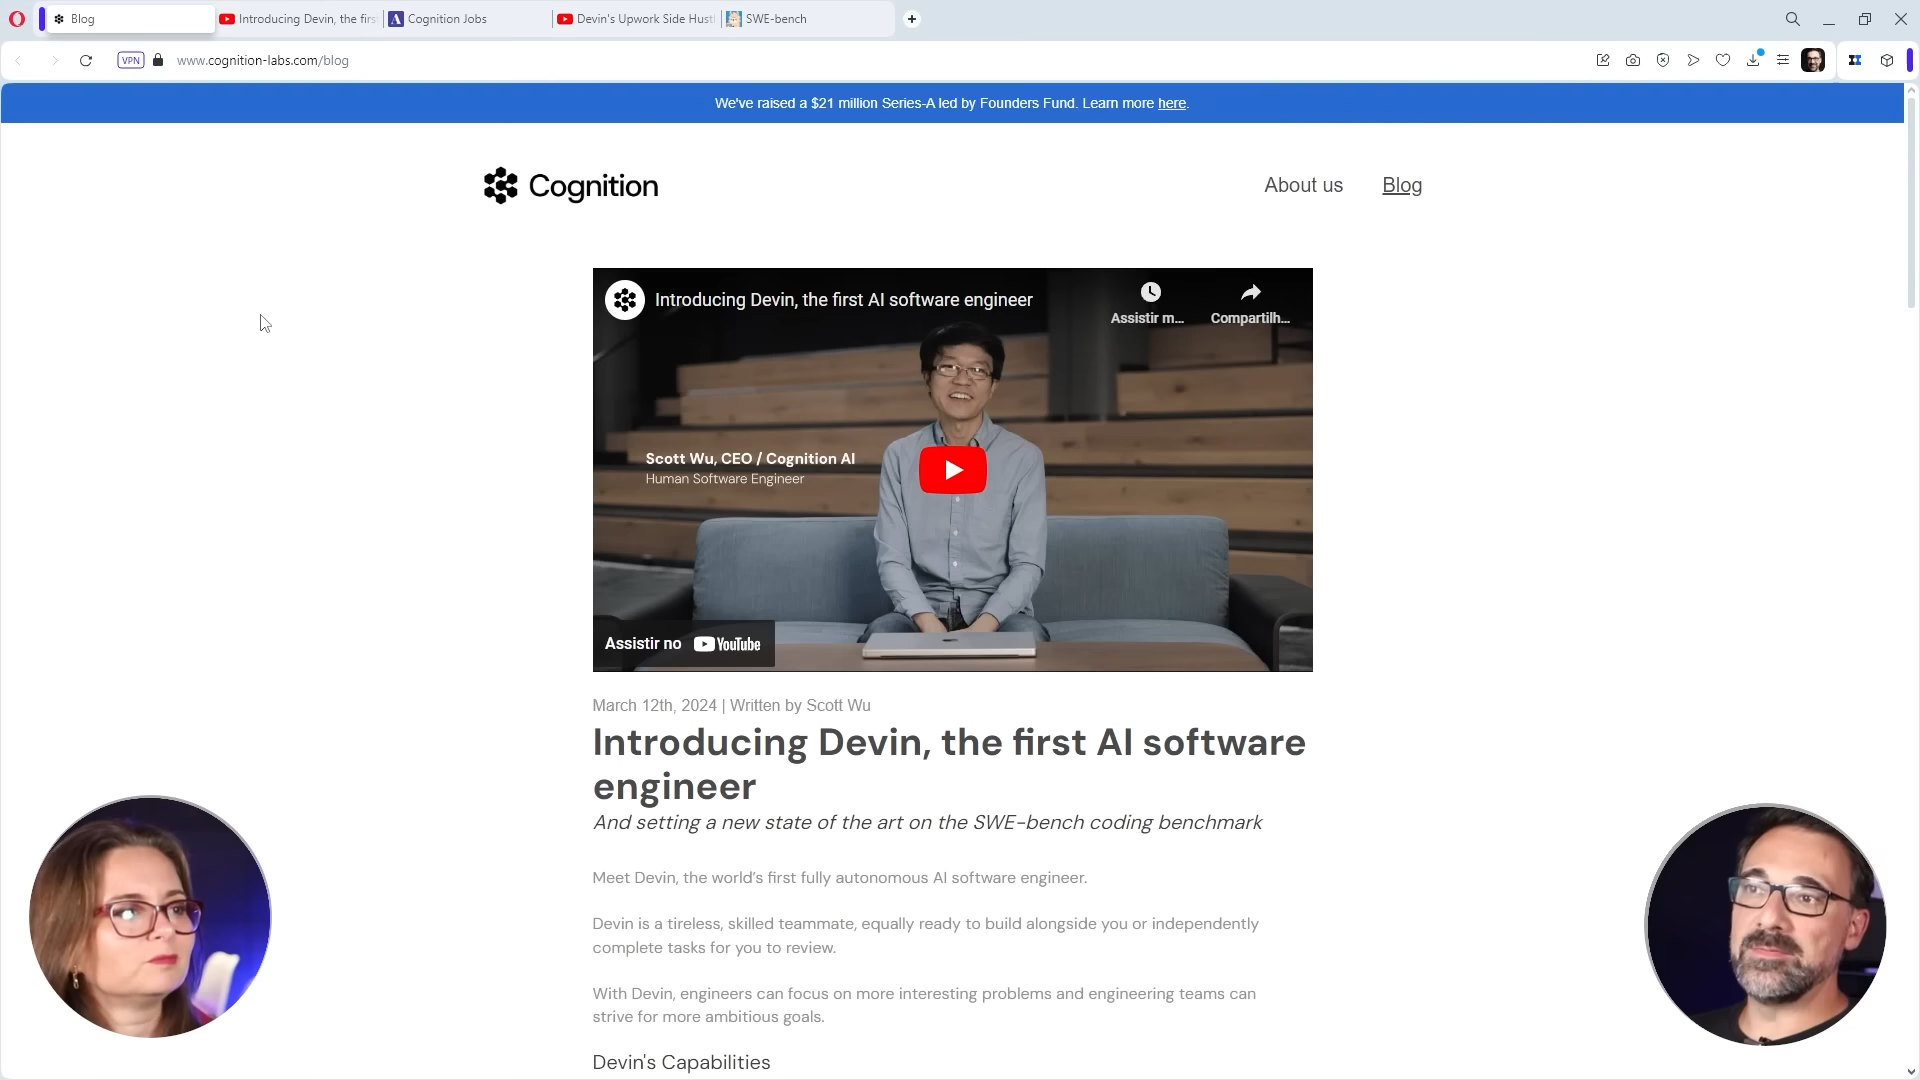 Blog
Introducing Devin, the firs
Cognition Jobs
Devin's Upwork Side Hust
SWE-bench
VPN
www.cognition-labs.com/blog
We've raised a $21 million Series-A led by Founders Fund. Learn more here.
Cognition
About us
Blog
Introducing Devin, the first AI software engineer
Assistir m...
Compartilh...
Scott Wu, CEO / Cognition AI
Human Software Engineer
Assistir no YouTube
March 12th, 2024 | Written by Scott Wu
Introducing Devin, the first AI software
engineer
And setting a new state of the art on the SWE-bench coding benchmark
Meet Devin, the world's first fully autonomous AI software engineer.
Devin is a tireless, skilled teammate, equally ready to build alongside you or independently
complete tasks for you to review.
With Devin, engineers can focus on more interesting problems and engineering teams can
strive for more ambitious goals.
Devin's Capabilities